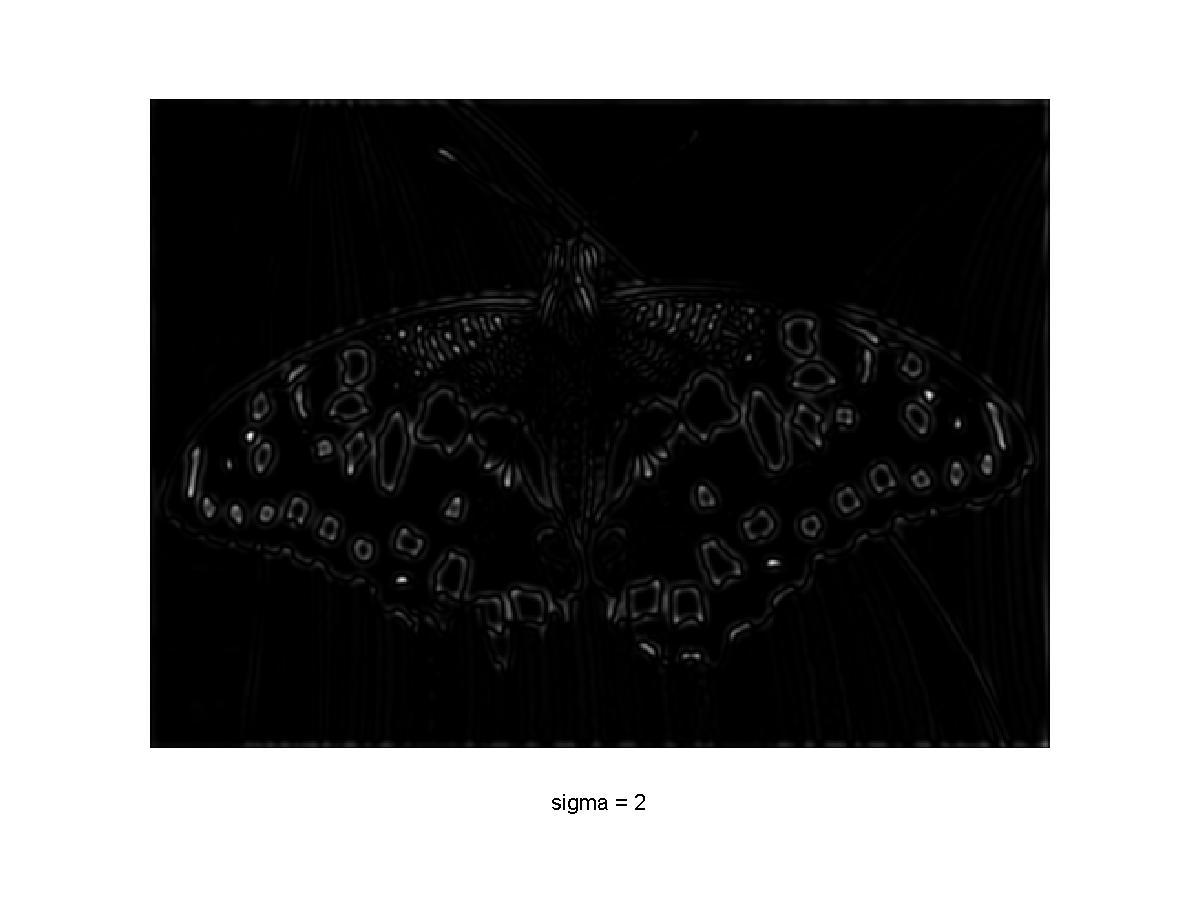 sigma = 2